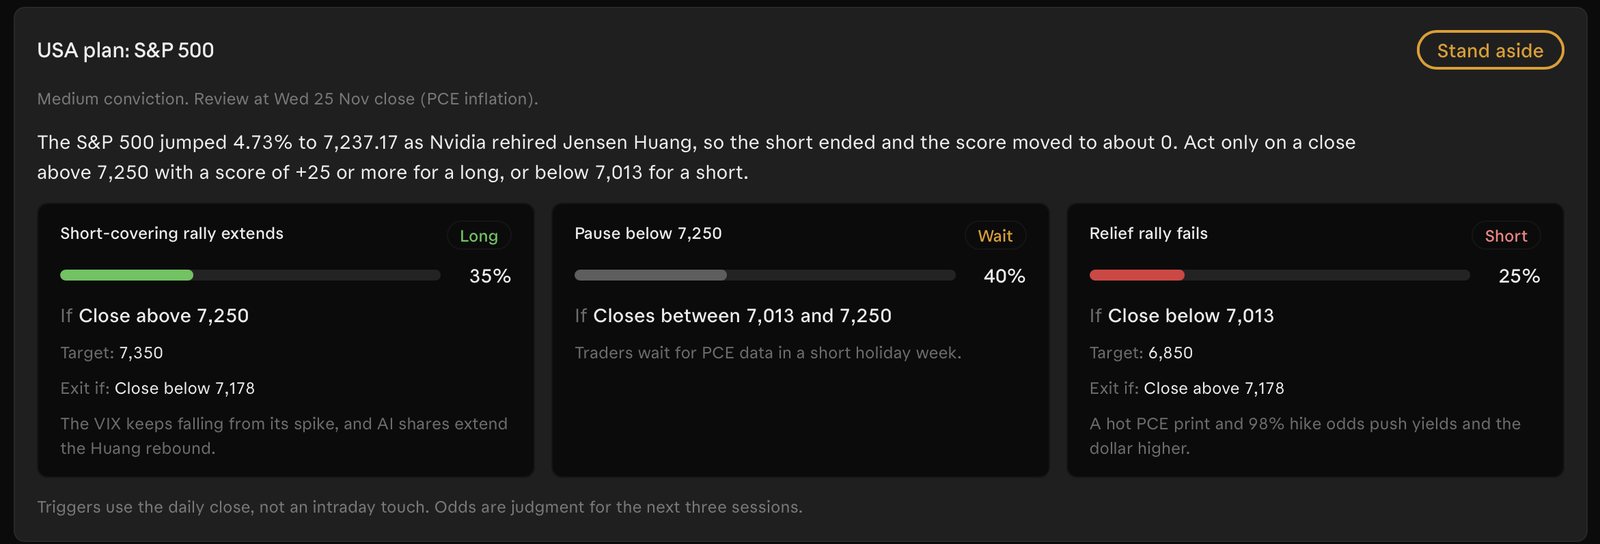 USA plan: S&P 500
Stand aside
Medium conviction. Review at Wed 25 Nov close (PCE inflation).
The S&P 500 jumped 4.73% to 7,237.17 as Nvidia rehired Jensen Huang, so the short ended and the score moved to about 0. Act only on a close
above 7,250 with a score of +25 or more for a long, or below 7,013 for a short.
Short-covering rally extends
Long
35%
If Close above 7,250
Target: 7,350
Exit if: Close below 7,178
The VIX keeps falling from its spike, and AI shares extend
the Huang rebound.
Pause below 7,250
Wait
40%
If Closes between 7,013 and 7,250
Traders wait for PCE data in a short holiday week.
Relief rally fails
Short
25%
If Close below 7,013
Target: 6,850
Exit if: Close above 7,178
A hot PCE print and 98% hike odds push yields and the
dollar higher.
Triggers use the daily close, not an intraday touch. Odds are judgment for the next three sessions.